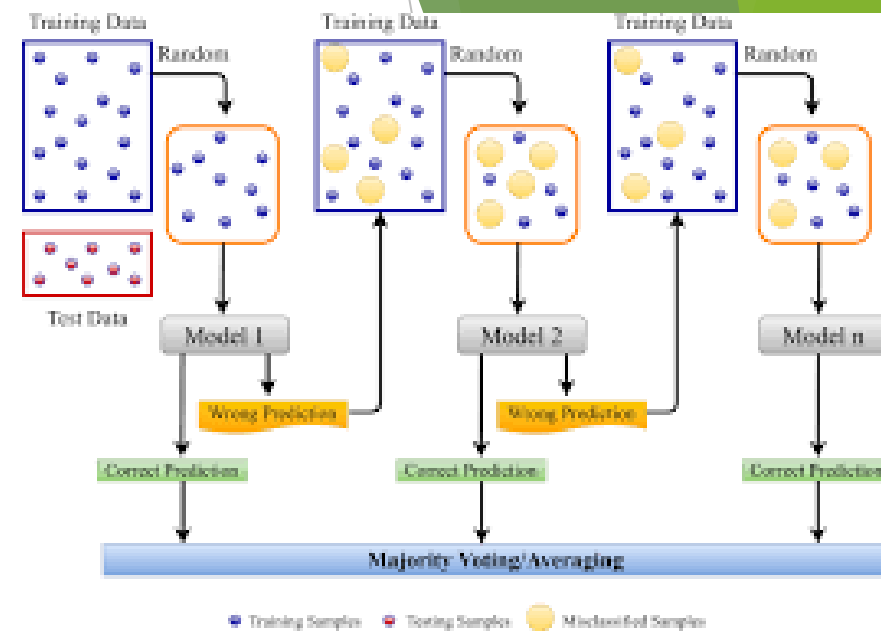 Training Data
Training Data
Training Data
Random
Random
Random
Test Data
Model 1
Model 2
Model n
Wrong Prediction
Wrong Prediction
Correct Prediction
Correct Prediction
Correct Prediction
Majority Voting/Averaging
Training Samples
Testing Samples
Misclassified Samples